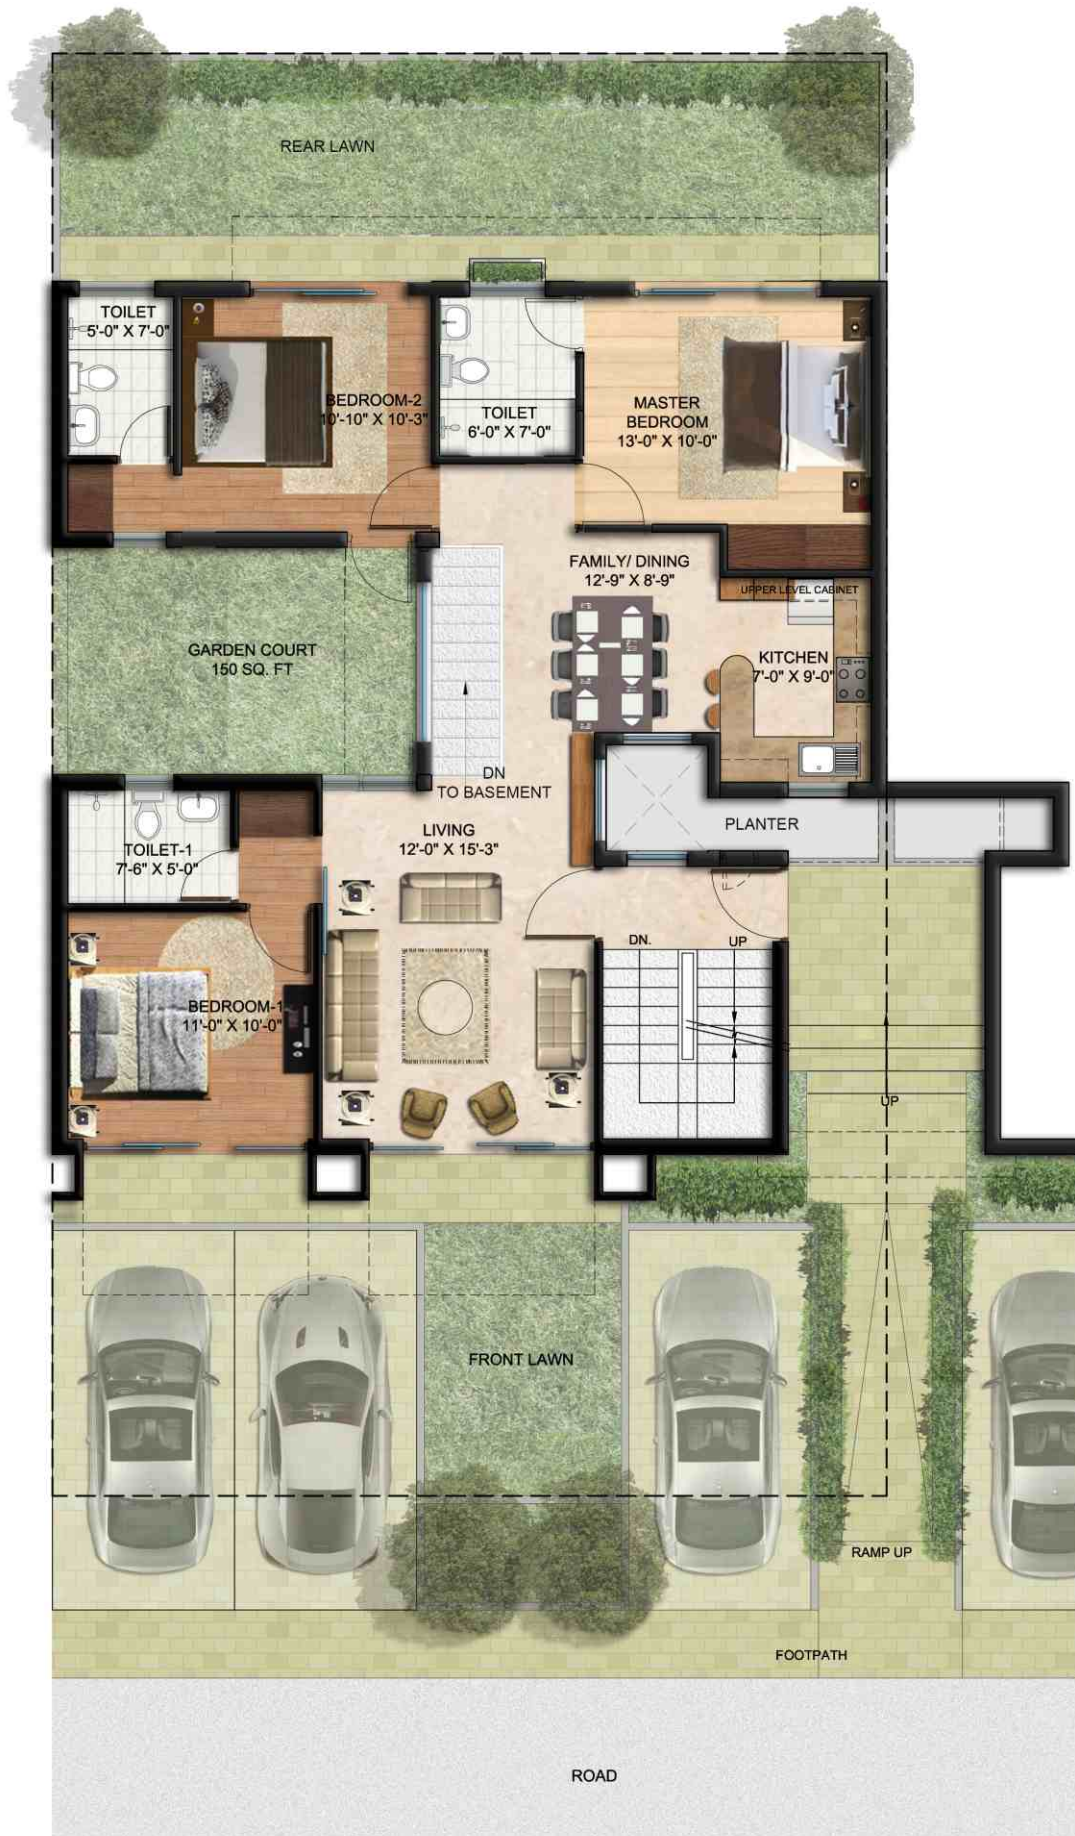 REAR LAWN
TOILET
5'-0" X 7'-0"
BEDROOM-2
10'-10" X 10'-3"
TOILET
6'-0" X 7'-0"
MASTER
BEDROOM
13'-0" X 10'-0"
FAMILY/ DINING
12'-9" X 8'-9"
UPPER LEVEL CABINET
GARDEN COURT
150 SQ. FT
KITCHEN
7'-0" X 9'-0"
DN
TO BASEMENT
PLANTER
LIVING
12'-0" X 15'-3"
TOILET-1
7'-6" X 5'-0"
DN.
UP
BEDROOM-1
11'-0" X 10'-0"
UP
FRONT LAWN
RAMP UP
FOOTPATH
ROAD